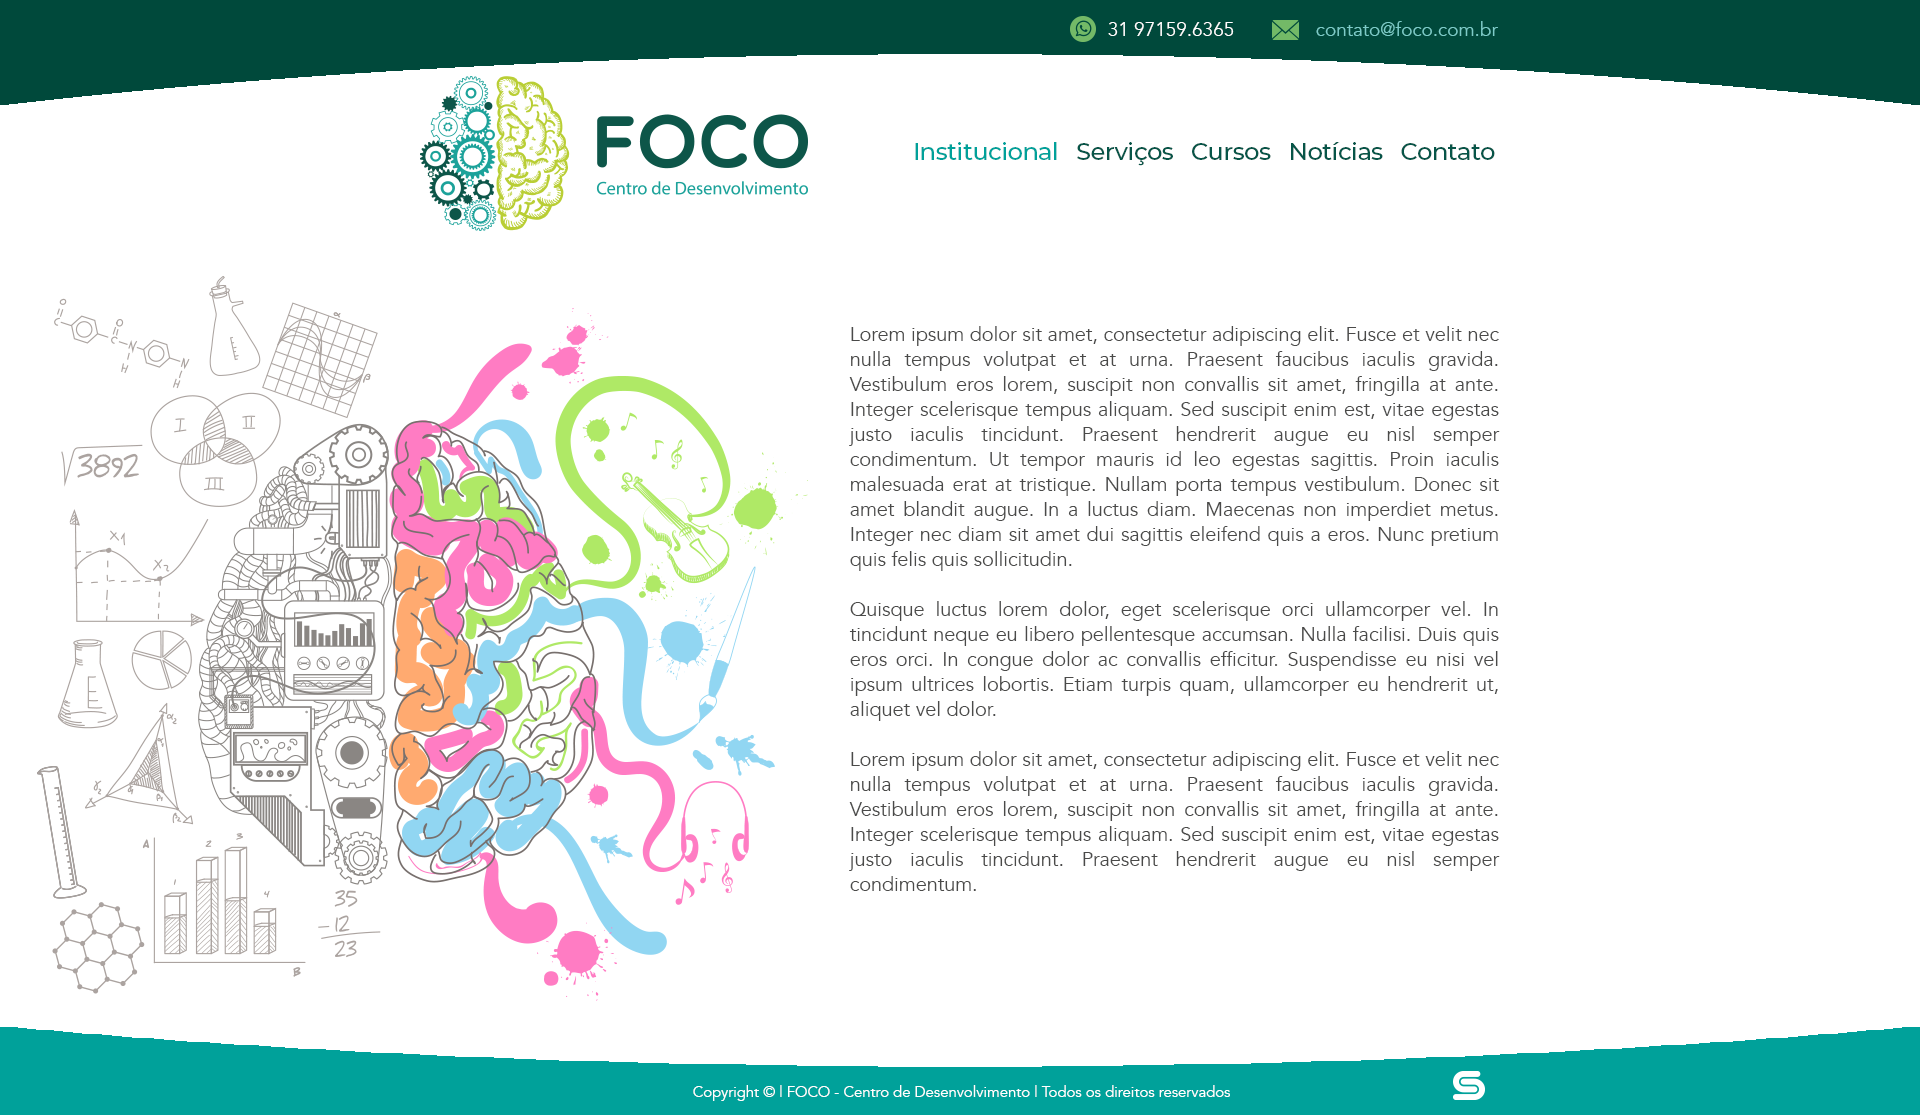 31 97159.6365 contato@foco.com.br
FOCO
Centro de Desenvolvimento
Institucional Serviços Cursos Notícias Contato
Lorem ipsum dolor sit amet, consectetur adipiscing elit. Fusce et velit nec
nulla tempus volutpat et at urna. Praesent faucibus iaculis gravida.
Vestibulum eros lorem, suscipit non convallis sit amet, fringilla at ante.
Integer scelerisque tempus aliquam. Sed suscipit enim est, vitae egestas
justo iaculis tincidunt. Praesent hendrerit augue eu nisl semper
condimentum. Ut tempor mauris id leo egestas sagittis. Proin iaculis
malesuada erat at tristique. Nullam porta tempus vestibulum. Donec sit
amet blandit augue. In a luctus diam. Maecenas non imperdiet metus.
Integer nec diam sit amet dui sagittis eleifend quis a eros. Nunc pretium
quis felis quis sollicitudin.
Quisque luctus lorem dolor, eget scelerisque orci ullamcorper vel. In
tincidunt neque eu libero pellentesque accumsan. Nulla facilisi. Duis quis
eros orci. In congue dolor ac convallis efficitur. Suspendisse eu nisi vel
ipsum ultrices lobortis. Etiam turpis quam, ullamcorper eu hendrerit ut,
aliquet vel dolor.
Lorem ipsum dolor sit amet, consectetur adipiscing elit. Fusce et velit nec
nulla tempus volutpat et at urna. Praesent faucibus iaculis gravida.
Vestibulum eros lorem, suscipit non convallis sit amet, fringilla at ante.
Integer scelerisque tempus aliquam. Sed suscipit enim est, vitae egestas
justo iaculis tincidunt. Praesent hendrerit augue eu nisl semper
condimentum.
O
C
O
C
N
H
N
H
α
β
I II
III
√3892
X1
X2
α2
γ2
β2
A
1 2 3 4
B
35
-12
23
Copyright © | FOCO - Centro de Desenvolvimento | Todos os direitos reservados